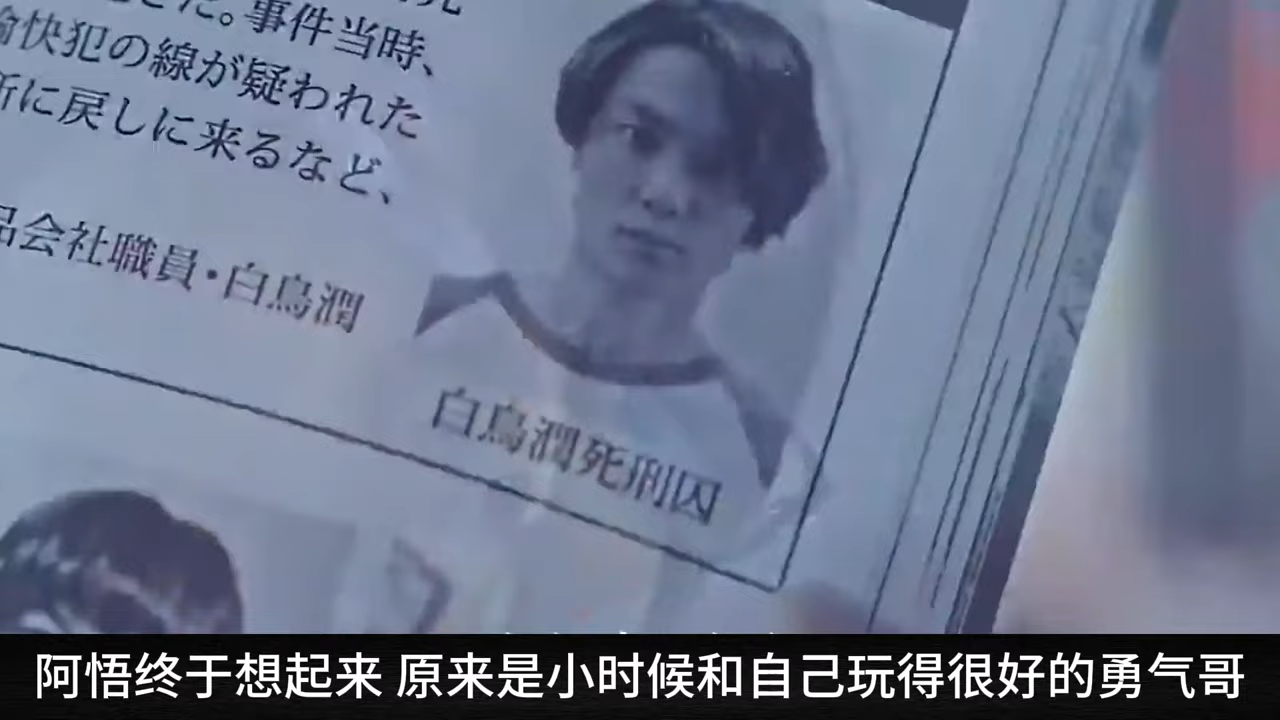 た。事件当時、
愉快犯の線が疑われた
所に戻しに来るなど、
品会社職員・白鳥潤
白鳥潤死刑囚
阿悟终于想起来 原来是小时候和自己玩得很好的勇气哥